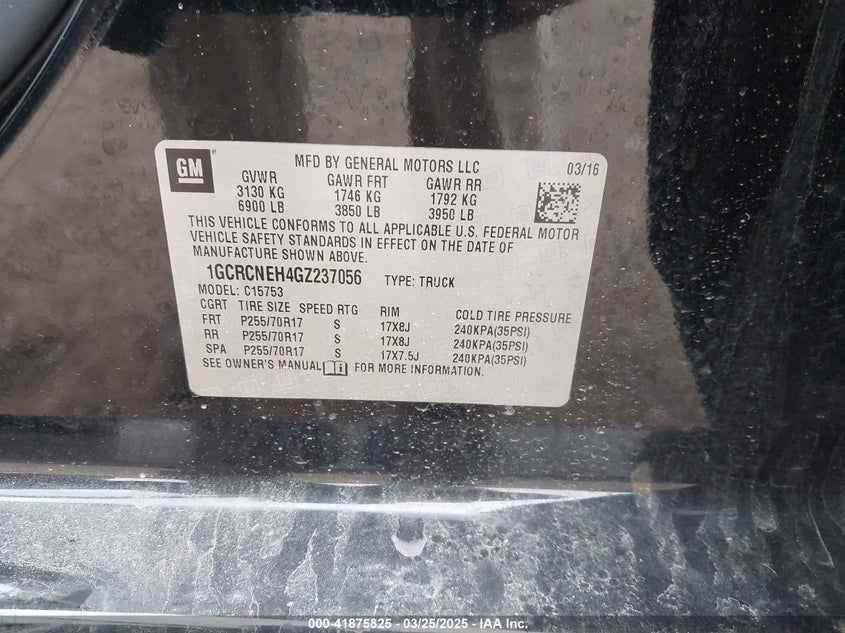 GM
MFD BY GENERAL MOTORS LLC 03/16
GVWR GAWR FRT GAWR RR
3130 KG 1746 KG 1792 KG
6900 LB 3850 LB 3950 LB
THIS VEHICLE CONFORMS TO ALL APPLICABLE U.S. FEDERAL MOTOR
VEHICLE SAFETY STANDARDS IN EFFECT ON THE DATE OF
MANUFACTURE SHOWN ABOVE.
1GCRCNEH4GZ237056 TYPE: TRUCK
MODEL: C15753
CGRT TIRE SIZE SPEED RTG RIM COLD TIRE PRESSURE
FRT P255/70R17 S 17X8J 240KPA(35PSI)
RR P255/70R17 S 17X8J 240KPA(35PSI)
SPA P255/70R17 S 17X7.5J 240KPA(35PSI)
SEE OWNER'S MANUAL FOR MORE INFORMATION.
000-41875825 - 03/25/2025 - © IAA Holdings, LLC